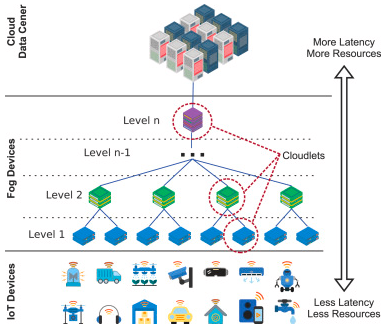 Cloud
Data Cener
More Latency
More Resources
Level n
Level n-1
Cloudlets
Fog Devices
Level 2
Level 1
IoT Devices
Less Latency
Less Resources